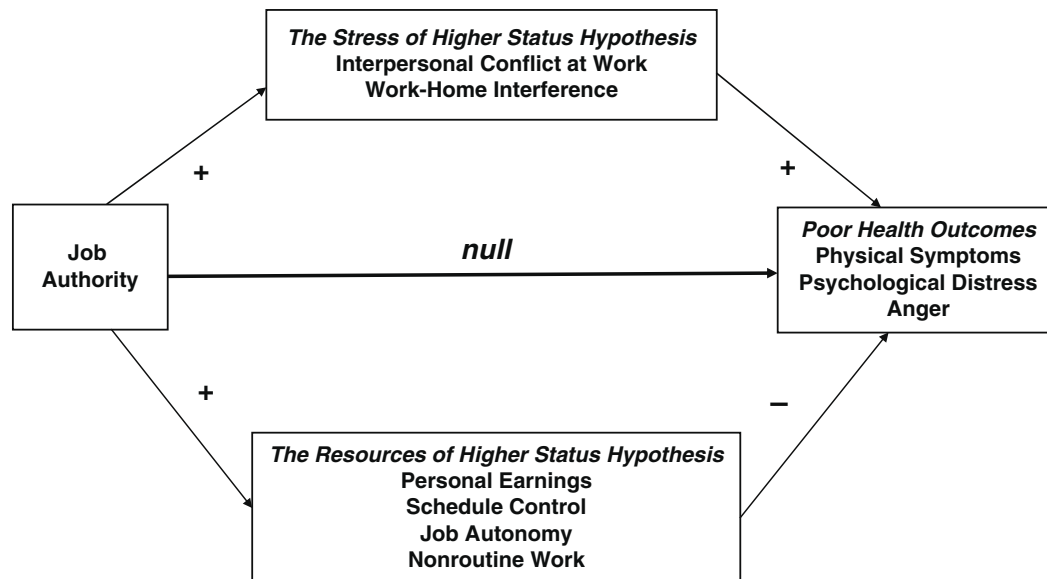 The Stress of Higher Status Hypothesis
Interpersonal Conflict at Work
Work-Home Interference
+
+
Job
Authority
null
Poor Health Outcomes
Physical Symptoms
Psychological Distress
Anger
+
–
The Resources of Higher Status Hypothesis
Personal Earnings
Schedule Control
Job Autonomy
Nonroutine Work